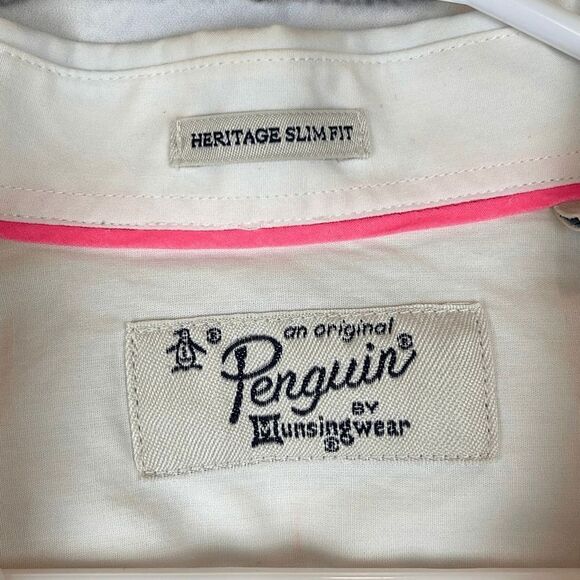 HERITAGE SLIM FIT
® an original
Penguin®
BY
Munsingwear®